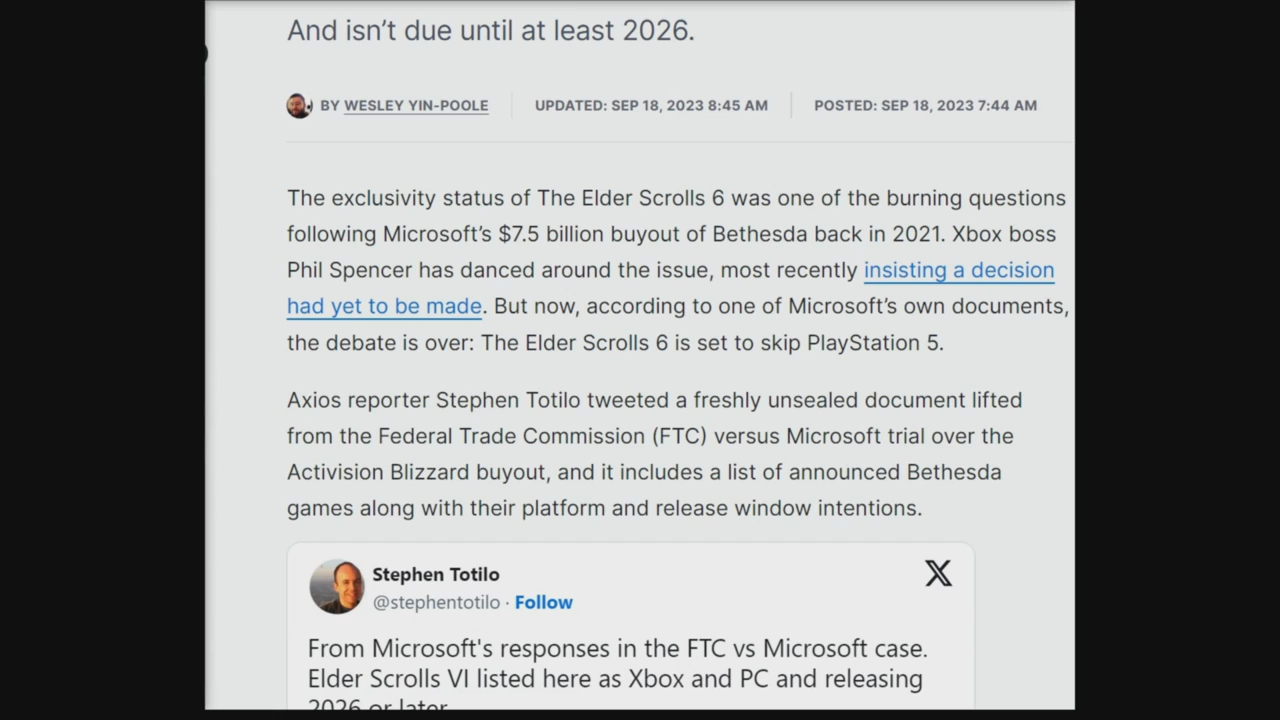 And isn’t due until at least 2026.
BY WESLEY YIN-POOLE
UPDATED: SEP 18, 2023 8:45 AM
POSTED: SEP 18, 2023 7:44 AM
The exclusivity status of The Elder Scrolls 6 was one of the burning questions
following Microsoft’s $7.5 billion buyout of Bethesda back in 2021. Xbox boss
Phil Spencer has danced around the issue, most recently insisting a decision
had yet to be made. But now, according to one of Microsoft’s own documents,
the debate is over: The Elder Scrolls 6 is set to skip PlayStation 5.
Axios reporter Stephen Totilo tweeted a freshly unsealed document lifted
from the Federal Trade Commission (FTC) versus Microsoft trial over the
Activision Blizzard buyout, and it includes a list of announced Bethesda
games along with their platform and release window intentions.
Stephen Totilo
@stephentotilo · Follow
From Microsoft's responses in the FTC vs Microsoft case.
Elder Scrolls VI listed here as Xbox and PC and releasing
2026 or later